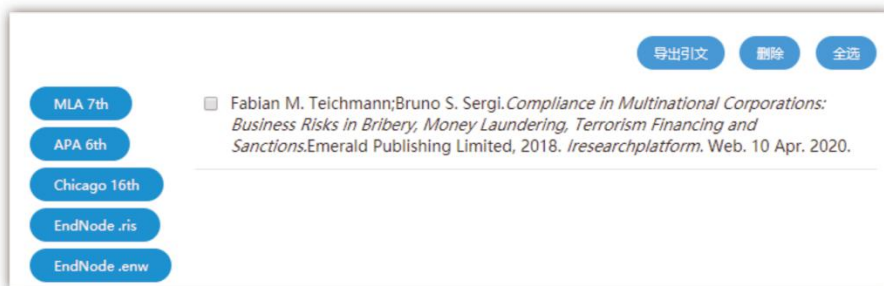 导出引文 删除 全选
MLA 7th
APA 6th
Chicago 16th
EndNode .ris
EndNode .enw
Fabian M. Teichmann;Bruno S. Sergi.Compliance in Multinational Corporations:
Business Risks in Bribery, Money Laundering, Terrorism Financing and
Sanctions.Emerald Publishing Limited, 2018. Iresearchplatform. Web. 10 Apr. 2020.